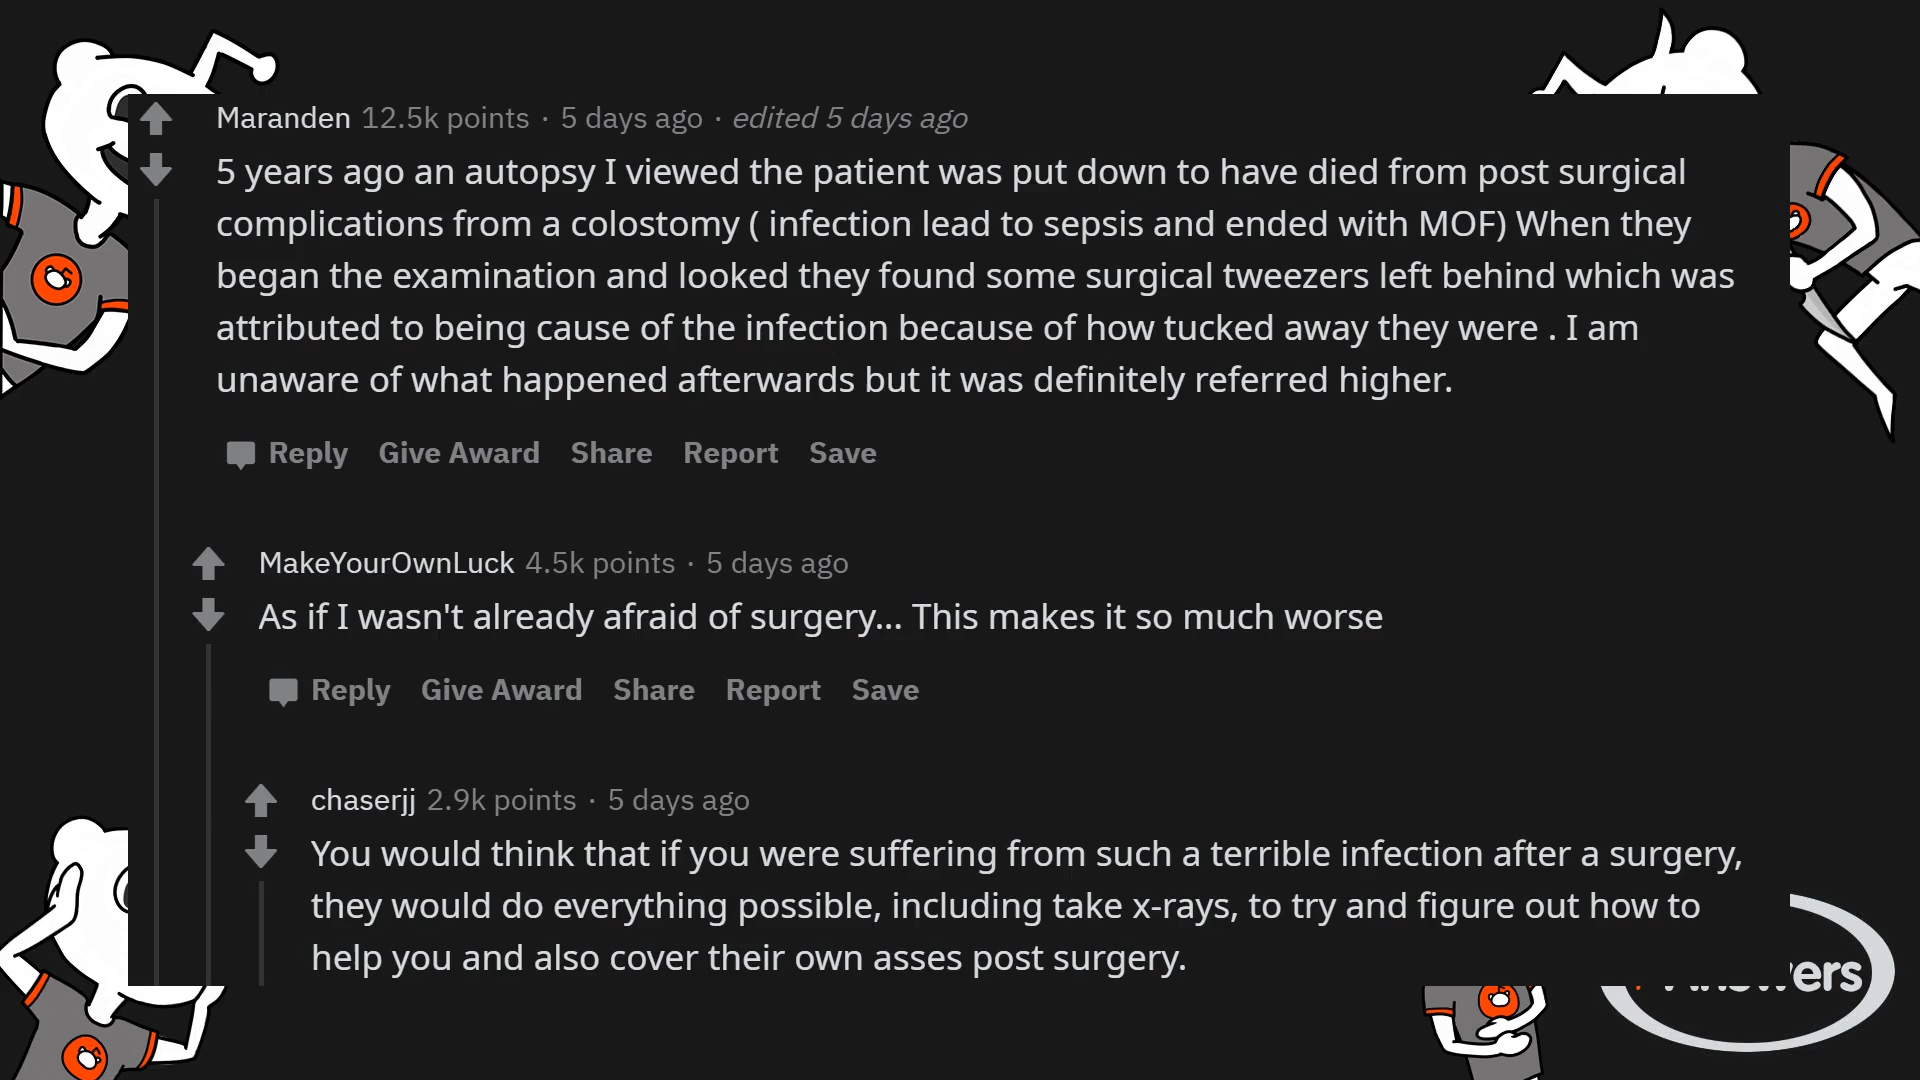 Maranden 12.5k points · 5 days ago · edited 5 days ago
5 years ago an autopsy I viewed the patient was put down to have died from post surgical
complications from a colostomy ( infection lead to sepsis and ended with MOF) When they
began the examination and looked they found some surgical tweezers left behind which was
attributed to being cause of the infection because of how tucked away they were . I am
unaware of what happened afterwards but it was definitely referred higher.
Reply Give Award Share Report Save
MakeYourOwnLuck 4.5k points · 5 days ago
As if I wasn't already afraid of surgery... This makes it so much worse
Reply Give Award Share Report Save
chaserjj 2.9k points · 5 days ago
You would think that if you were suffering from such a terrible infection after a surgery,
they would do everything possible, including take x-rays, to try and figure out how to
help you and also cover their own asses post surgery.